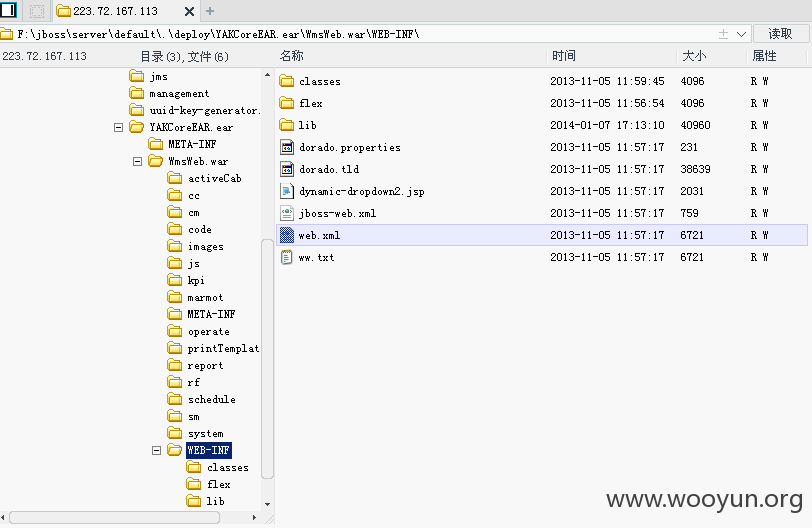 223.72.167.113
F:\jboss\server\default\.\deploy\YAKCoreEAR.ear\WmsWeb.war\WEB-INF\
读取
223.72.167.113 目录(3),文件(6)
名称 时间 大小 属性
jms
management
uuid-key-generator.
YAKCoreEAR.ear
META-INF
WmsWeb.war
activeCab
cc
cm
code
images
js
kpi
marmot
META-INF
operate
printTemplat
report
rf
schedule
sm
system
WEB-INF
classes
flex
lib
classes 2013-11-05 11:59:45 4096 R W
flex 2013-11-05 11:56:54 4096 R W
lib 2014-01-07 17:13:10 40960 R W
dorado.properties 2013-11-05 11:57:17 231 R W
dorado.tld 2013-11-05 11:57:17 38639 R W
dynamic-dropdown2.jsp 2013-11-05 11:57:17 2031 R W
jboss-web.xml 2013-11-05 11:57:17 759 R W
web.xml 2013-11-05 11:57:17 6721 R W
ww.txt 2013-11-05 11:57:17 6721 R W
www.wooyun.org